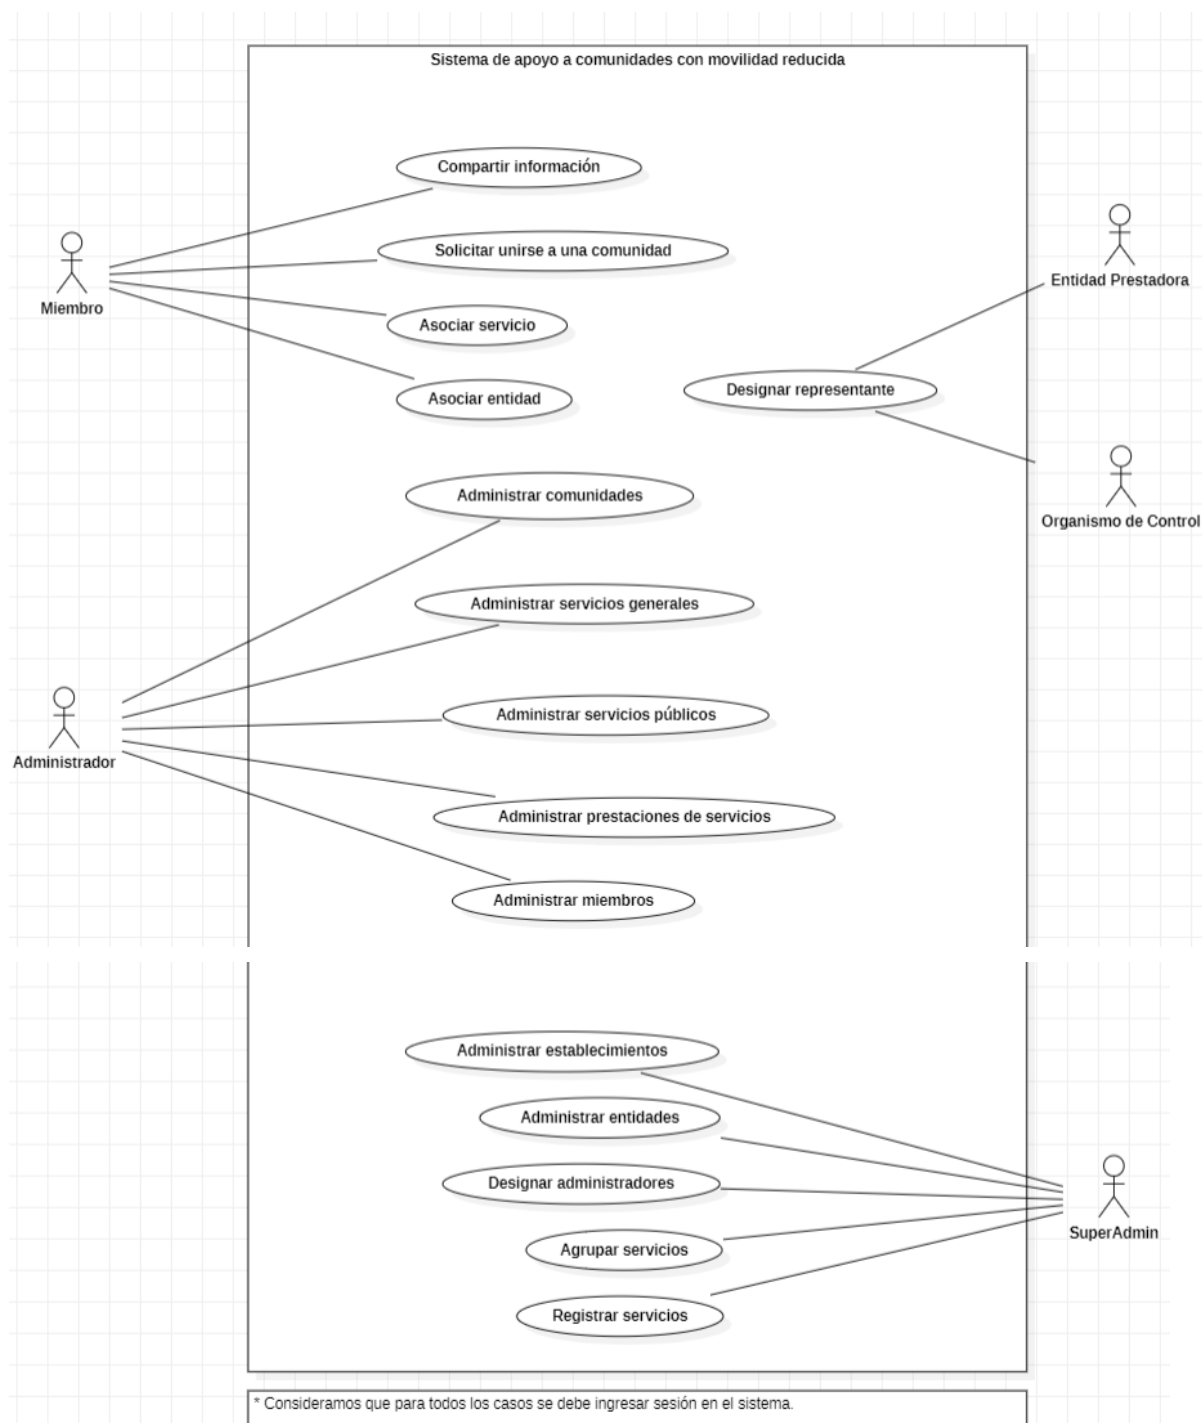 Sistema de apoyo a comunidades con movilidad reducida
Compartir información
Solicitar unirse a una comunidad
Miembro
Entidad Prestadora
Asociar servicio
Asociar entidad
Designar representante
Administrar comunidades
Organismo de Control
Administrar servicios generales
Administrar servicios públicos
Administrador
Administrar prestaciones de servicios
Administrar miembros
Administrar establecimientos
Administrar entidades
Designar administradores
SuperAdmin
Agrupar servicios
Registrar servicios
* Consideramos que para todos los casos se debe ingresar sesión en el sistema.